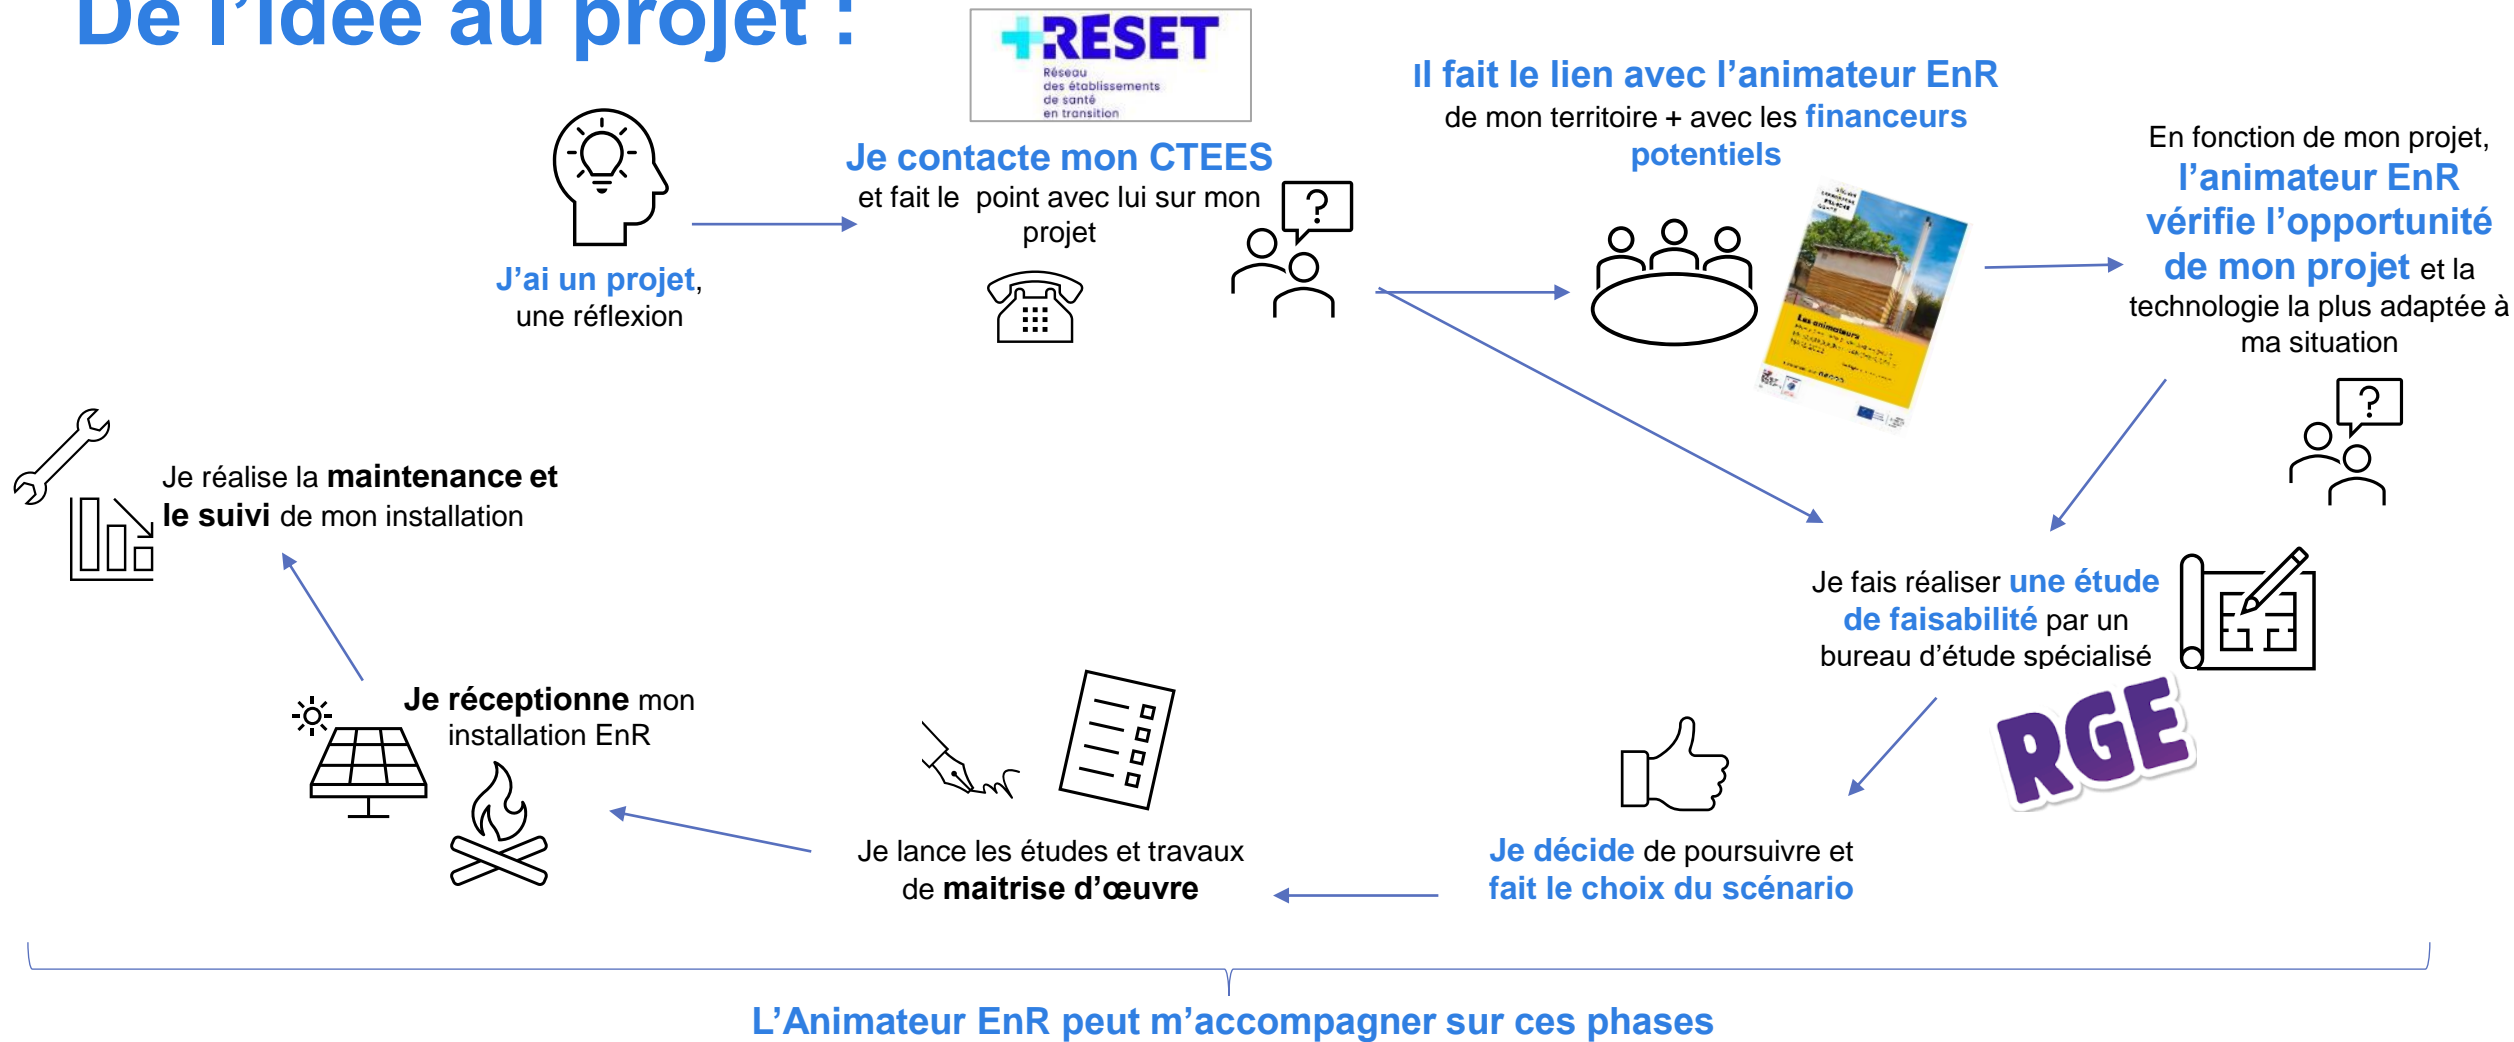 De l'idée au projet :
+RÉSET
Réseau
des établissements
de santé
en transition
J'ai un projet,
une réflexion
Je contacte mon CTEES
et fait le point avec lui sur mon
projet
?
Il fait le lien avec l'animateur EnR
de mon territoire + avec les financeurs
potentiels
Les animateurs
En fonction de mon projet,
l'animateur EnR
vérifie l'opportunité
de mon projet et la
technologie la plus adaptée à
ma situation
?
Je fais réaliser une étude
de faisabilité par un
bureau d'étude spécialisé
RGE
Je décide de poursuivre et
fait le choix du scénario
Je lance les études et travaux
de maitrise d'œuvre
Je réceptionne mon
installation EnR
Je réalise la maintenance et
le suivi de mon installation
L'Animateur EnR peut m'accompagner sur ces phases